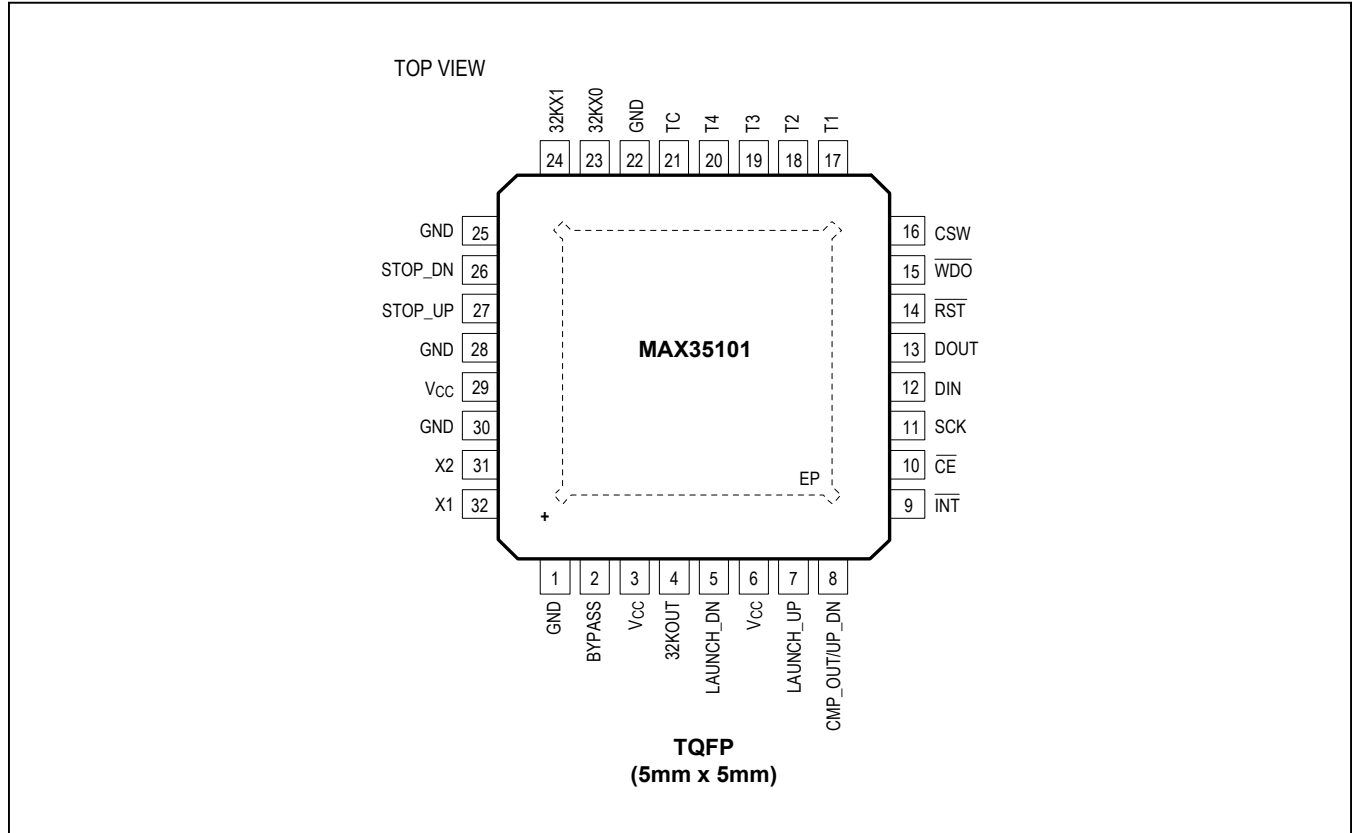 TOP VIEW
32KX1
32KX0
GND
TC
T4
T3
T2
T1
24 23 22 21 20 19 18 17
GND 25
STOP_DN 26
STOP_UP 27
GND 28
VCC 29
GND 30
X2 31
X1 32
MAX35101
EP
+
16 CSW
15 WDO
14 RST
13 DOUT
12 DIN
11 SCK
10 CE
9 INT
1 2 3 4 5 6 7 8
GND
BYPASS
VCC
32KOUT
LAUNCH_DN
VCC
LAUNCH_UP
CMP_OUT/UP_DN
TQFP
(5mm x 5mm)